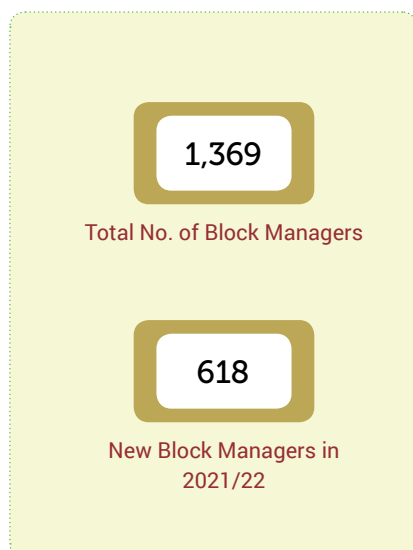 1,369
Total No. of Block Managers
618
New Block Managers in
2021/22